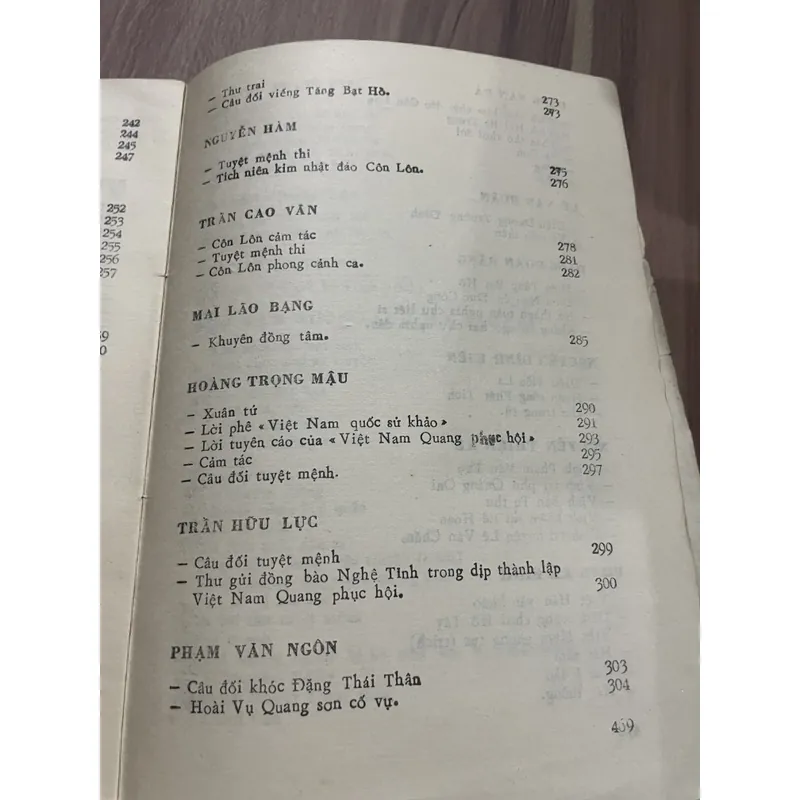 242
244
245
247
252
253
254
255
256
257
— Thư trai 273
— Câu đối viếng Tăng Bạt Hổ. 273
NGUYỄN HÀM
— Tuyệt mệnh thi 275
— Tích niên kim nhật đáo Côn Lôn. 276
TRẦN CAO VÂN
— Côn Lôn cảm tác 278
— Tuyệt mệnh thi 281
— Côn Lôn phong cảnh ca. 282
MAI LÃO BẠNG
— Khuyên đồng tâm. 285
HOÀNG TRỌNG MẬU
— Xuân tứ 290
— Lời phê «Việt Nam quốc sử khảo» 291
— Lời tuyên cáo của «Việt Nam Quang phục hội» 293
— Cảm tác 295
— Câu đối tuyệt mệnh. 297
TRẦN HỮU LỰC
— Câu đối tuyệt mệnh 299
— Thư gửi đồng bào Nghệ Tĩnh trong dịp thành lập
Việt Nam Quang phục hội. 300
PHẠM VĂN NGÔN
— Câu đối khóc Đặng Thái Thân 303
— Hoài Vụ Quang sơn cố vự. 304